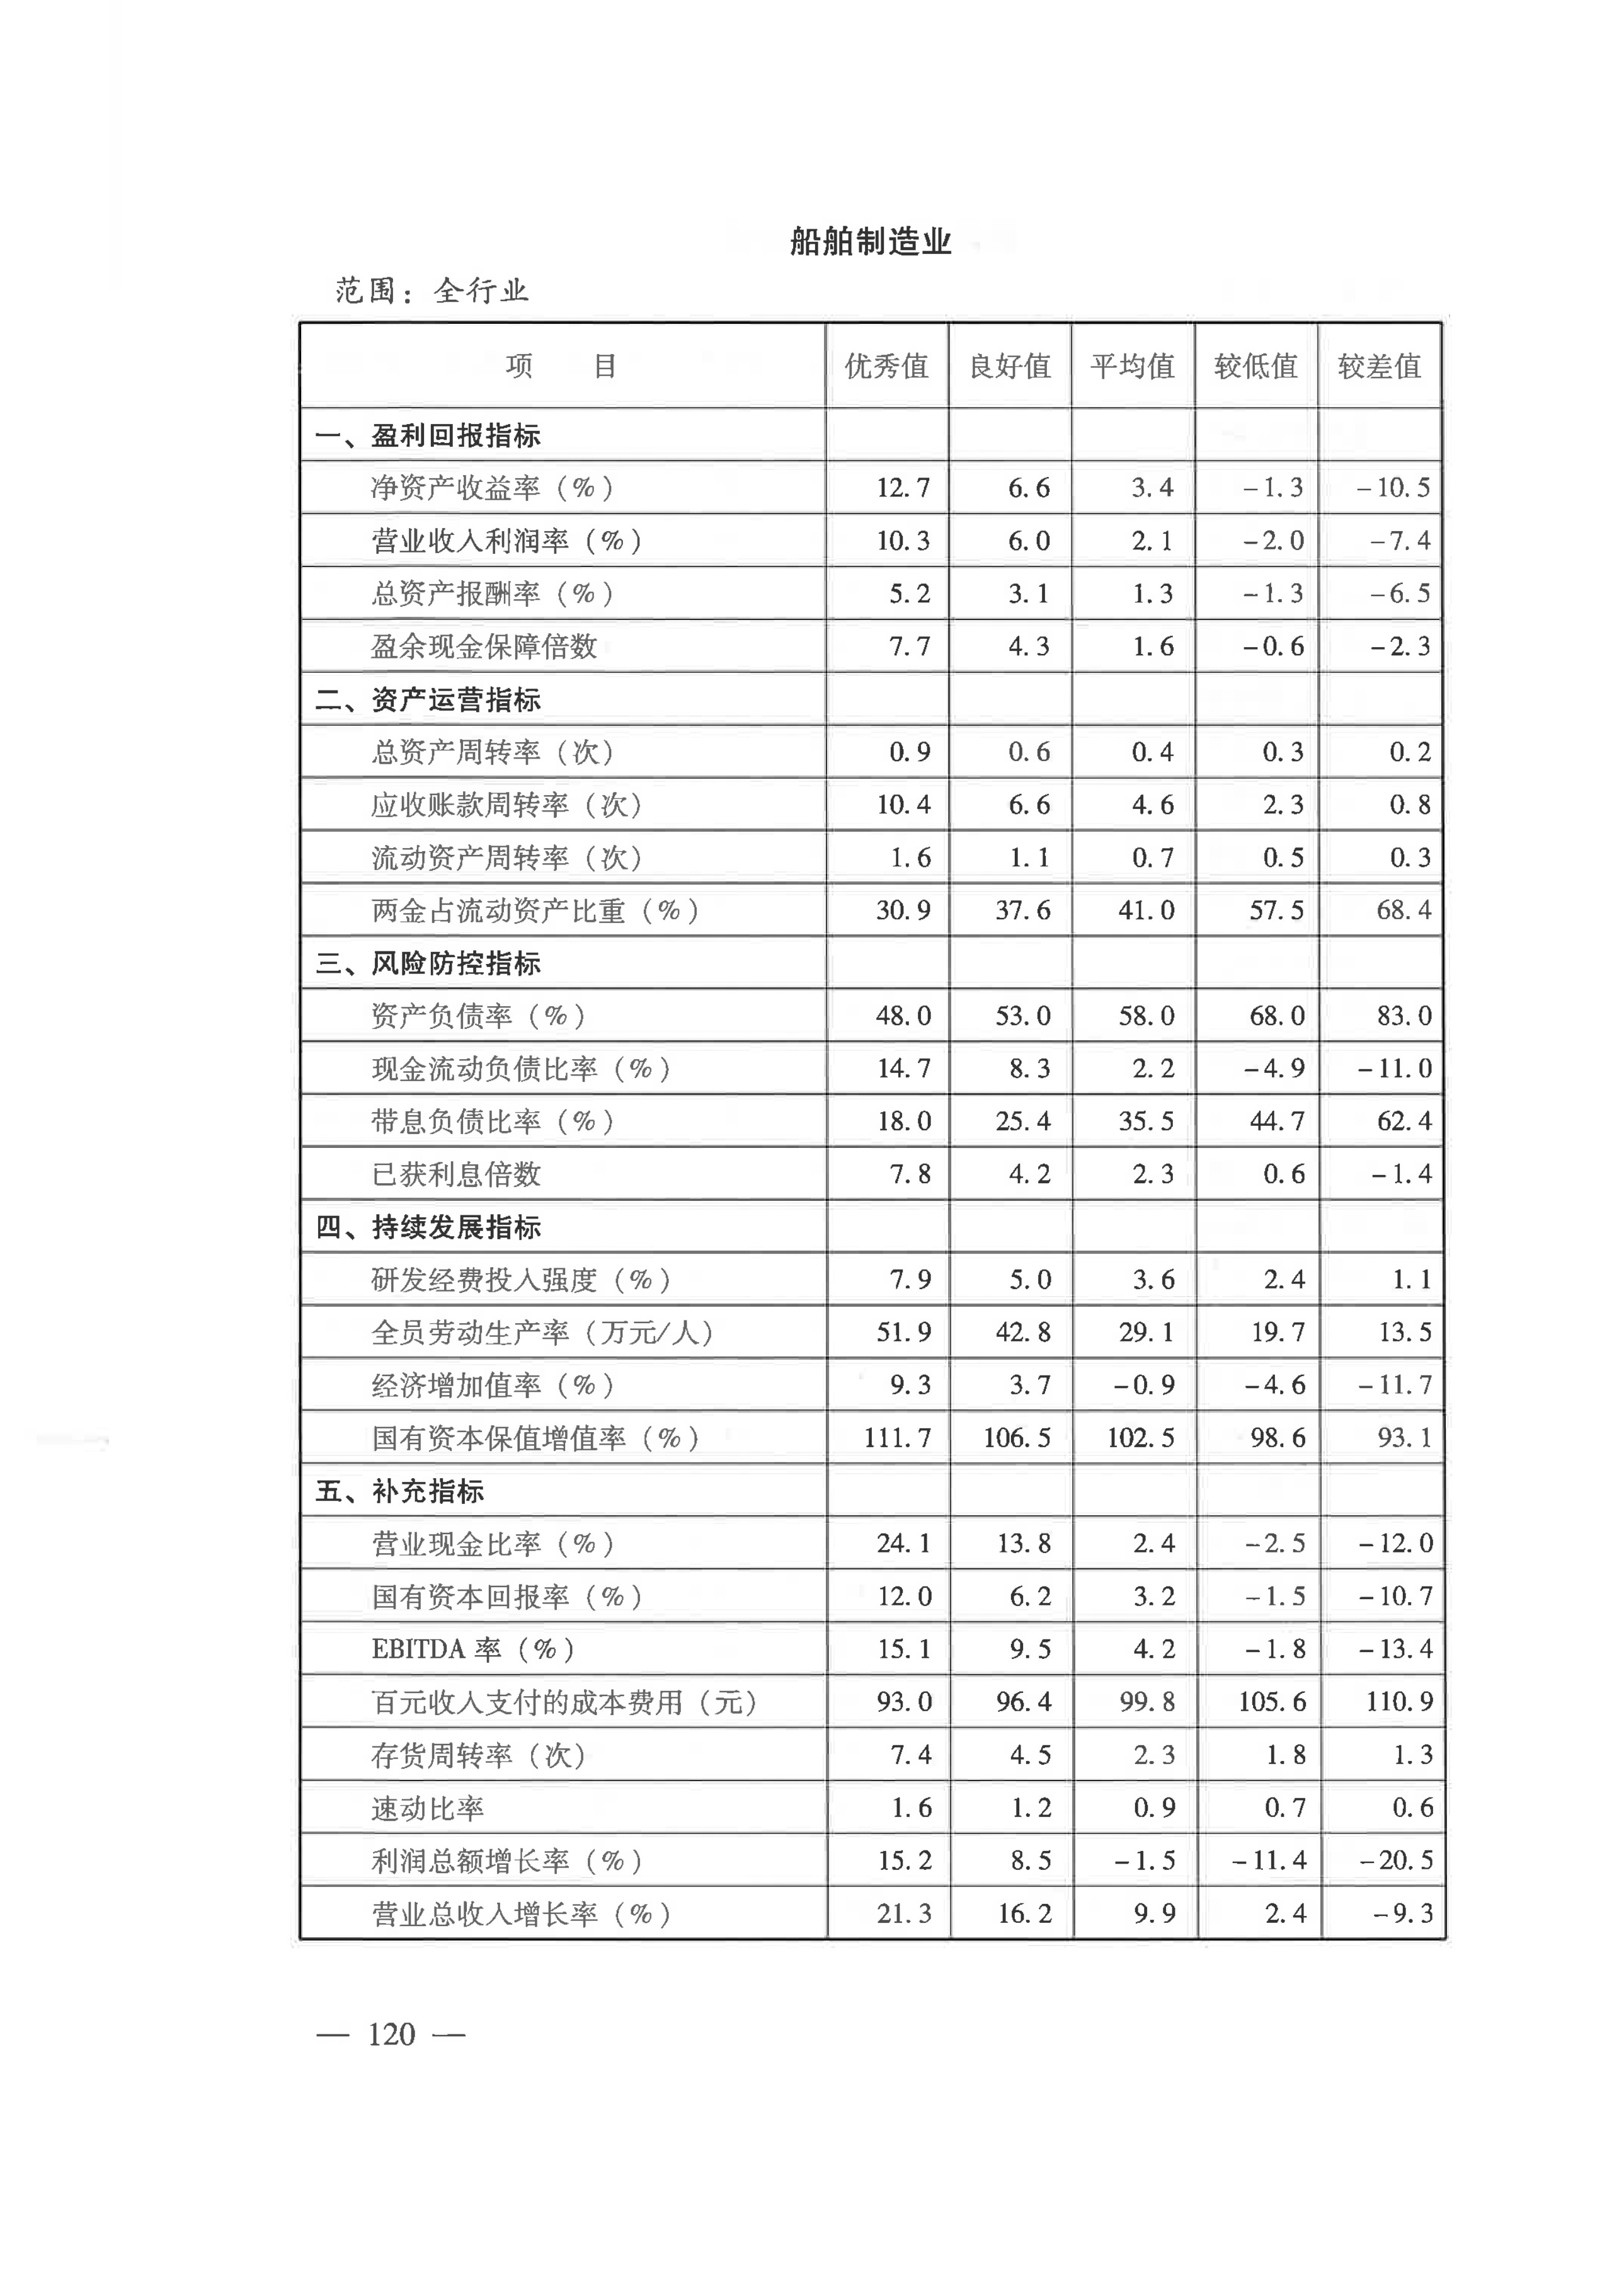 船舶制造业
范围：全行业
项 目 优秀值 良好值 平均值 较低值 较差值
一、盈利回报指标
净资产收益率（%） 12.7 6.6 3.4 -1.3 -10.5
营业收入利润率（%） 10.3 6.0 2.1 -2.0 -7.4
总资产报酬率（%） 5.2 3.1 1.3 -1.3 -6.5
盈余现金保障倍数 7.7 4.3 1.6 -0.6 -2.3
二、资产运营指标
总资产周转率（次） 0.9 0.6 0.4 0.3 0.2
应收账款周转率（次） 10.4 6.6 4.6 2.3 0.8
流动资产周转率（次） 1.6 1.1 0.7 0.5 0.3
两金占流动资产比重（%） 30.9 37.6 41.0 57.5 68.4
三、风险防控指标
资产负债率（%） 48.0 53.0 58.0 68.0 83.0
现金流动负债比率（%） 14.7 8.3 2.2 -4.9 -11.0
带息负债比率（%） 18.0 25.4 35.5 44.7 62.4
已获利息倍数 7.8 4.2 2.3 0.6 -1.4
四、持续发展指标
研发经费投入强度（%） 7.9 5.0 3.6 2.4 1.1
全员劳动生产率（万元/人） 51.9 42.8 29.1 19.7 13.5
经济增加值率（%） 9.3 3.7 -0.9 -4.6 -11.7
国有资本保值增值率（%） 111.7 106.5 102.5 98.6 93.1
五、补充指标
营业现金比率（%） 24.1 13.8 2.4 -2.5 -12.0
国有资本回报率（%） 12.0 6.2 3.2 -1.5 -10.7
EBITDA 率（%） 15.1 9.5 4.2 -1.8 -13.4
百元收入支付的成本费用（元） 93.0 96.4 99.8 105.6 110.9
存货周转率（次） 7.4 4.5 2.3 1.8 1.3
速动比率 1.6 1.2 0.9 0.7 0.6
利润总额增长率（%） 15.2 8.5 -1.5 -11.4 -20.5
营业总收入增长率（%） 21.3 16.2 9.9 2.4 -9.3
— 120 —